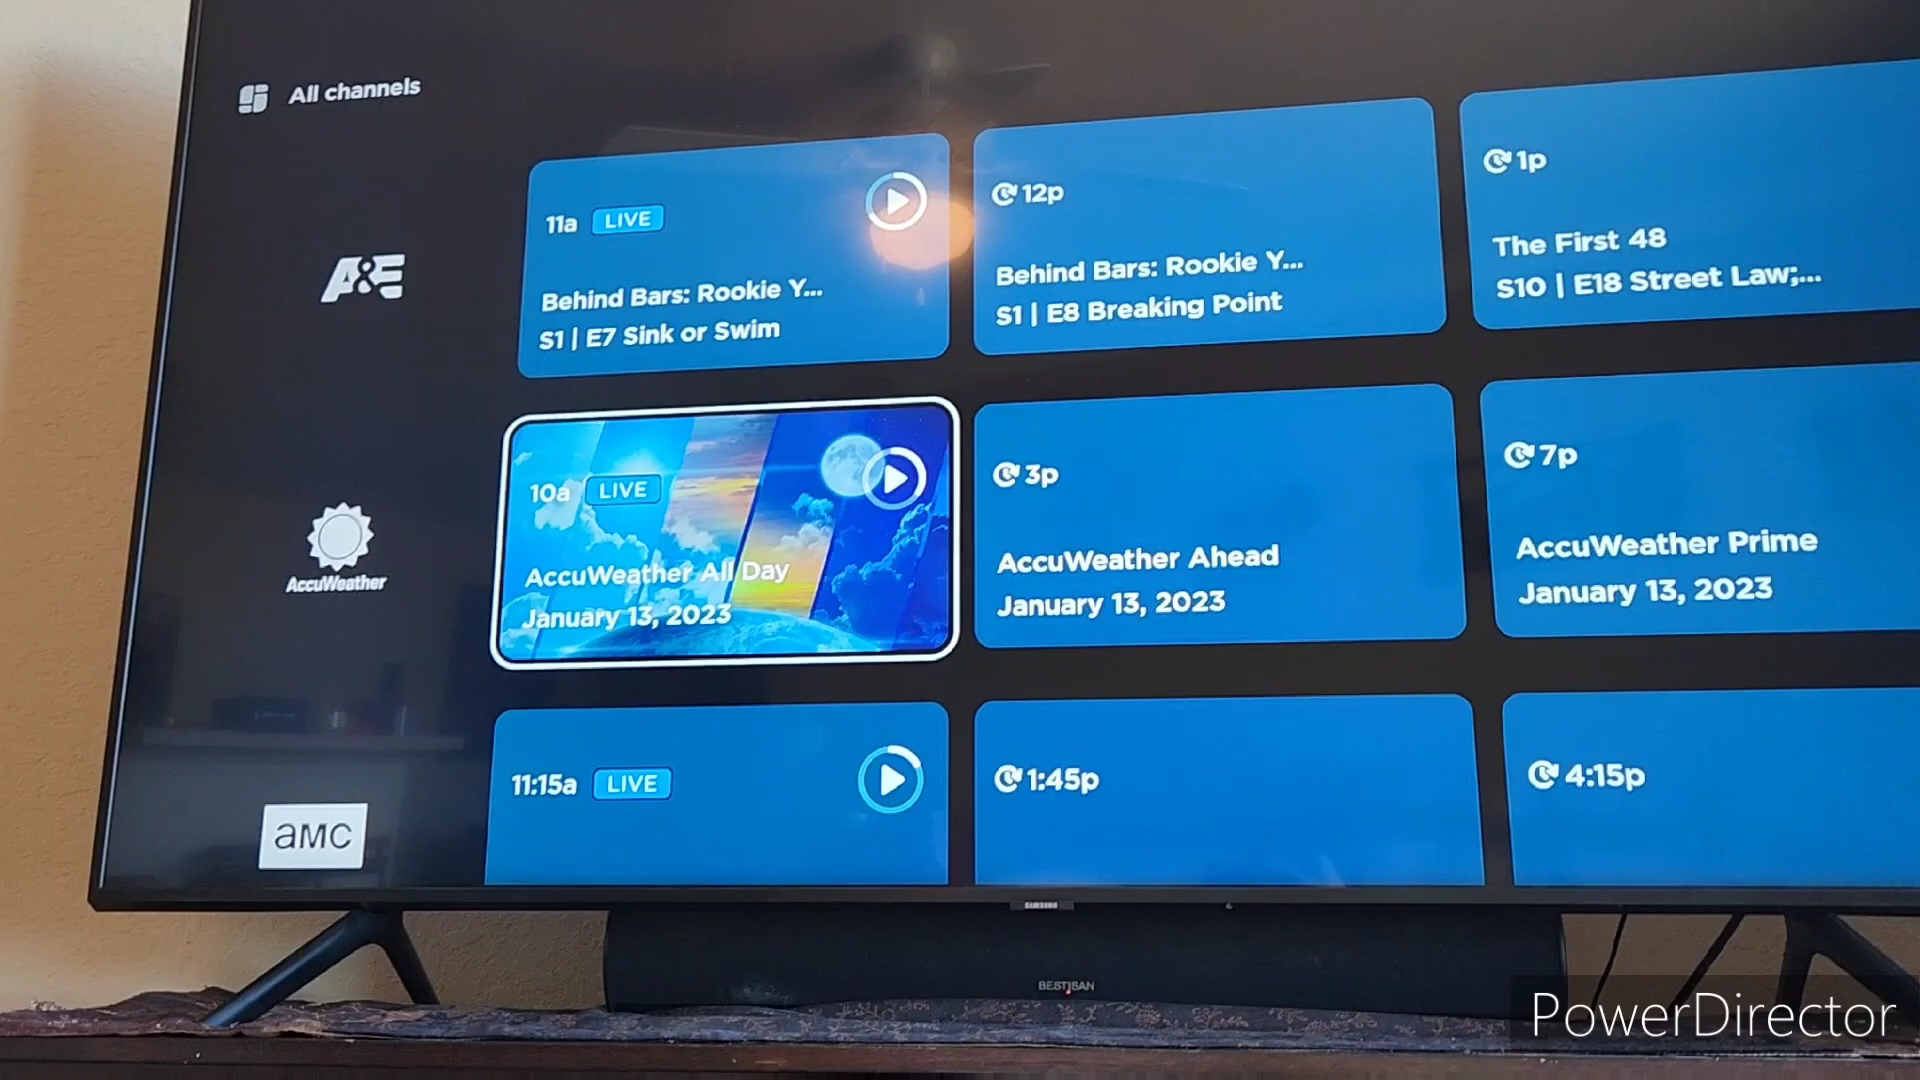 All channels
A&E
11a LIVE
Behind Bars: Rookie Y...
S1 | E7 Sink or Swim
12p
Behind Bars: Rookie Y...
S1 | E8 Breaking Point
1p
The First 48
S10 | E18 Street Law;...
AccuWeather
10a LIVE
AccuWeather All Day
January 13, 2023
3p
AccuWeather Ahead
January 13, 2023
7p
AccuWeather Prime
January 13, 2023
aMC
11:15a LIVE
1:45p
4:15p
SAMSUNG
BESTISAN
PowerDirector